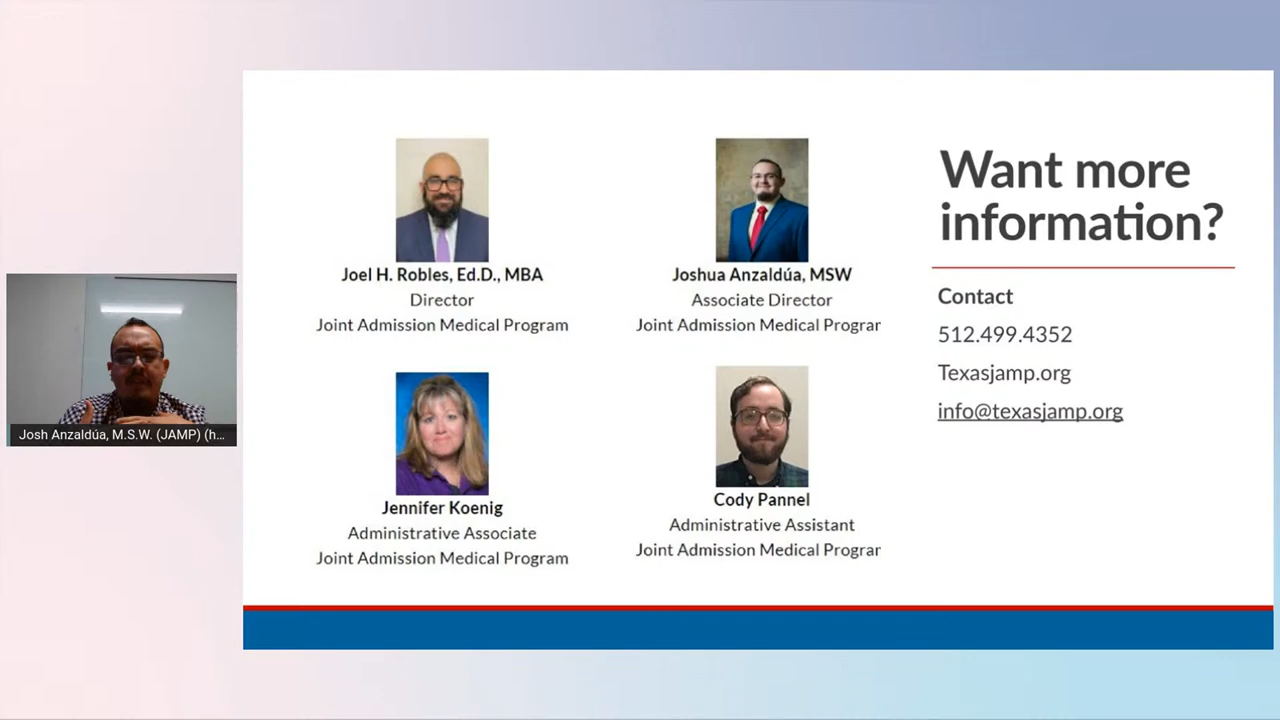 Joel H. Robles, Ed.D., MBA
Director
Joint Admission Medical Program
Joshua Anzaldúa, MSW
Associate Director
Joint Admission Medical Prograr
Jennifer Koenig
Administrative Associate
Joint Admission Medical Program
Cody Pannel
Administrative Assistant
Joint Admission Medical Prograr
Want more
information?
Contact
512.499.4352
Texasjamp.org
info@texasjamp.org
Josh Anzaldúa, M.S.W. (JAMP) (h...